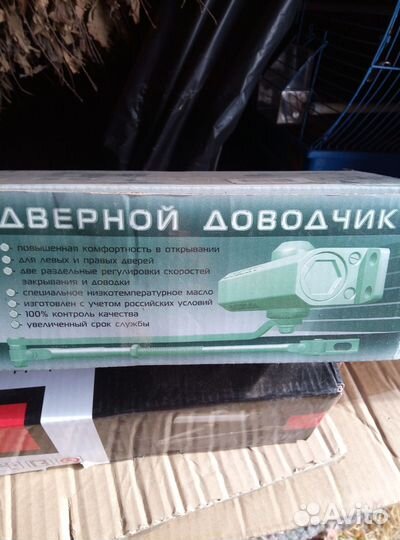 ДВЕРНОЙ ДОВОДЧИК
повышенная комфортность в открывании
для левых и правых дверей
две раздельные регулировки скоростей
закрывания и доводки
специальное низкотемпературное масло
изготовлен с учетом российских условий
100% контроль качества
увеличенный срок службы
Avito